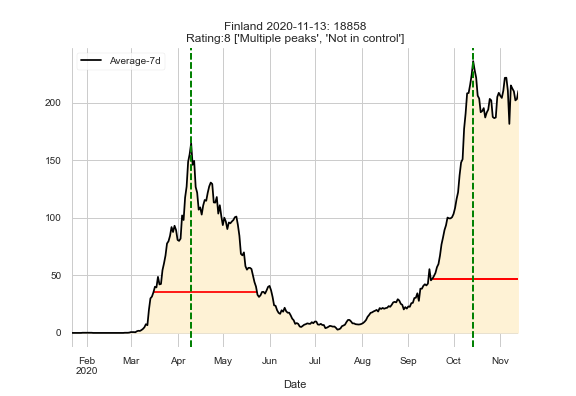 Finland 2020-11-13: 18858
Rating:8 ['Multiple peaks', 'Not in control']
Average-7d
200
150
100
50
0
Feb Mar Apr May Jun Jul Aug Sep Oct Nov
2020
Date